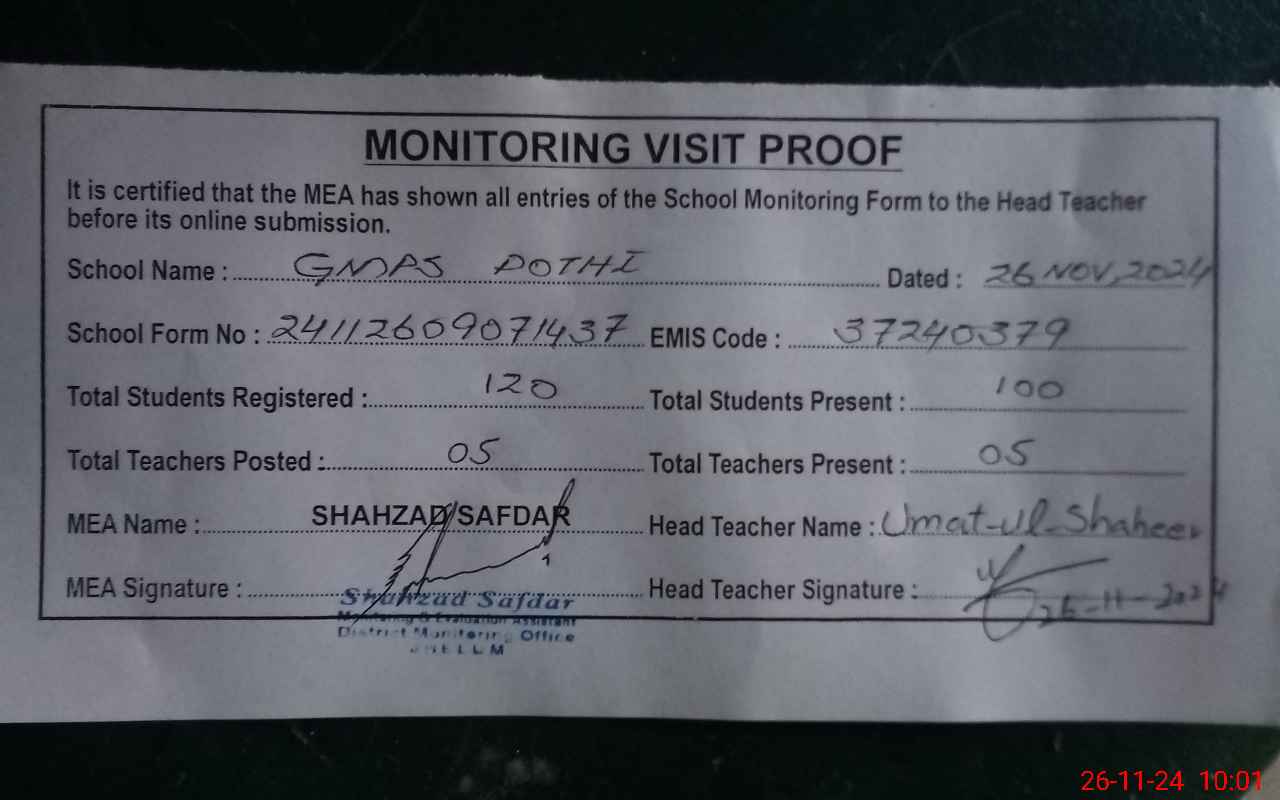 MONITORING VISIT PROOF
It is certified that the MEA has shown all entries of the School Monitoring Form to the Head Teacher
before its online submission.
School Name : GMPS POTHI Dated : 26 NOV, 2024
School Form No : 24112609071437 EMIS Code : 37240379
Total Students Registered : 120 Total Students Present : 100
Total Teachers Posted : 05 Total Teachers Present : 05
MEA Name : SHAHZAD SAFDAR Head Teacher Name : Umat-ul-Shaheen
MEA Signature : Head Teacher Signature : 26-11-2024
Shahzad Safdar
Monitoring & Evaluation Assistant
District Monitoring Office
JHELUM
26-11-24 10:01